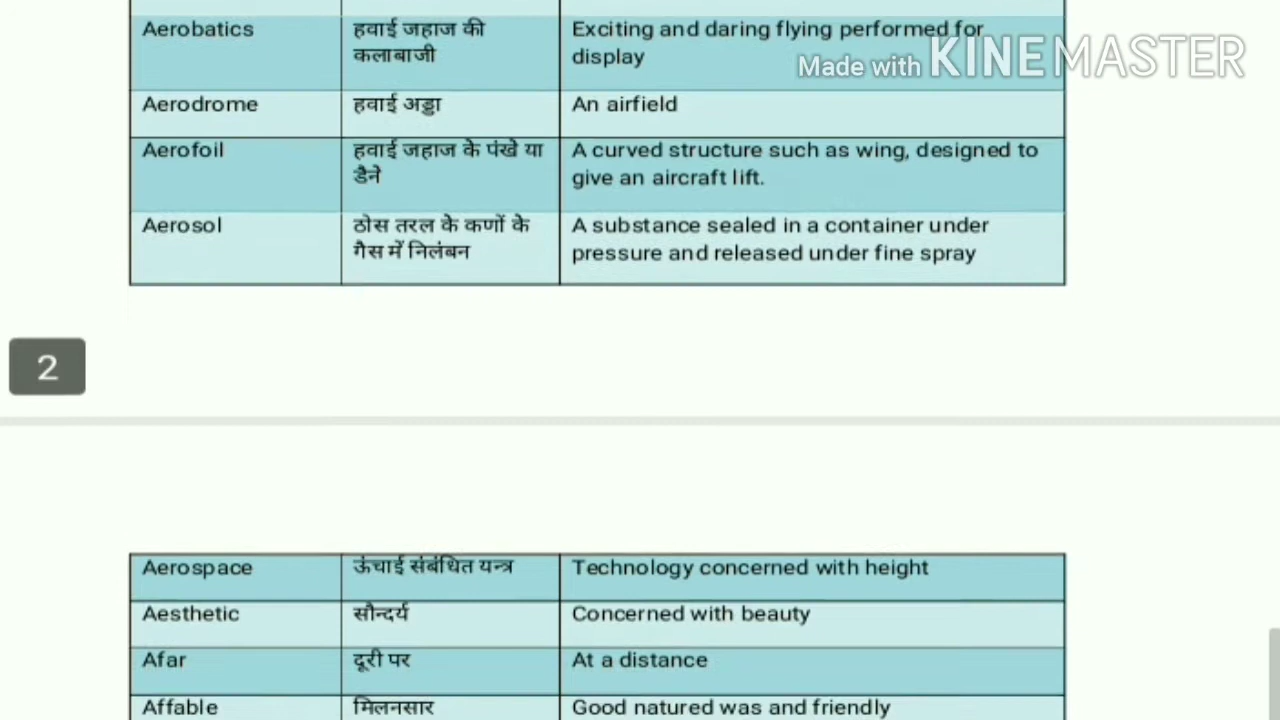 Aerobatics हवाई जहाज की Exciting and daring flying performed for
कलाबाजी display
Made with KINEMASTER
Aerodrome हवाई अड्डा An airfield
Aerofoil हवाई जहाज के पंखे या A curved structure such as wing, designed to
डैने give an aircraft lift.
Aerosol ठोस तरल के कणों के A substance sealed in a container under
गैस में निलंबन pressure and released under fine spray
2
Aerospace ऊंचाई संबंधित यन्त्र Technology concerned with height
Aesthetic सौन्दर्य Concerned with beauty
Afar दूरी पर At a distance
Affable मिलनसार Good natured was and friendly